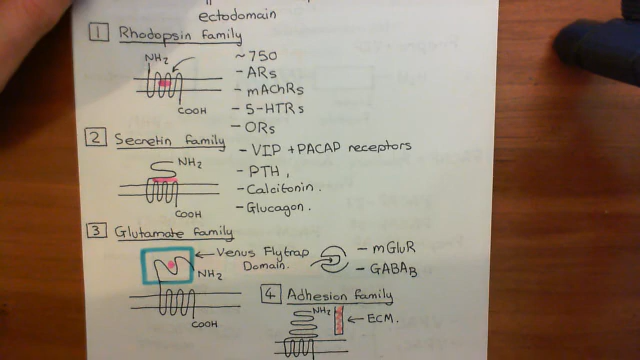 ectodomain
1 Rhodopsin family
NH2
~ 750
- ARs
- mAChRs
- 5-HTRs
- ORs
COOH
2 Secretin family
- VIP + PACAP receptors
NH2
- PTH,
- Calcitonin.
- Glucagon.
COOH
3 Glutamate family
Venus Flytrap
Domain.
- mGluR
- GABAB
NH2
COOH
4 Adhesion family
NH2
ECM.